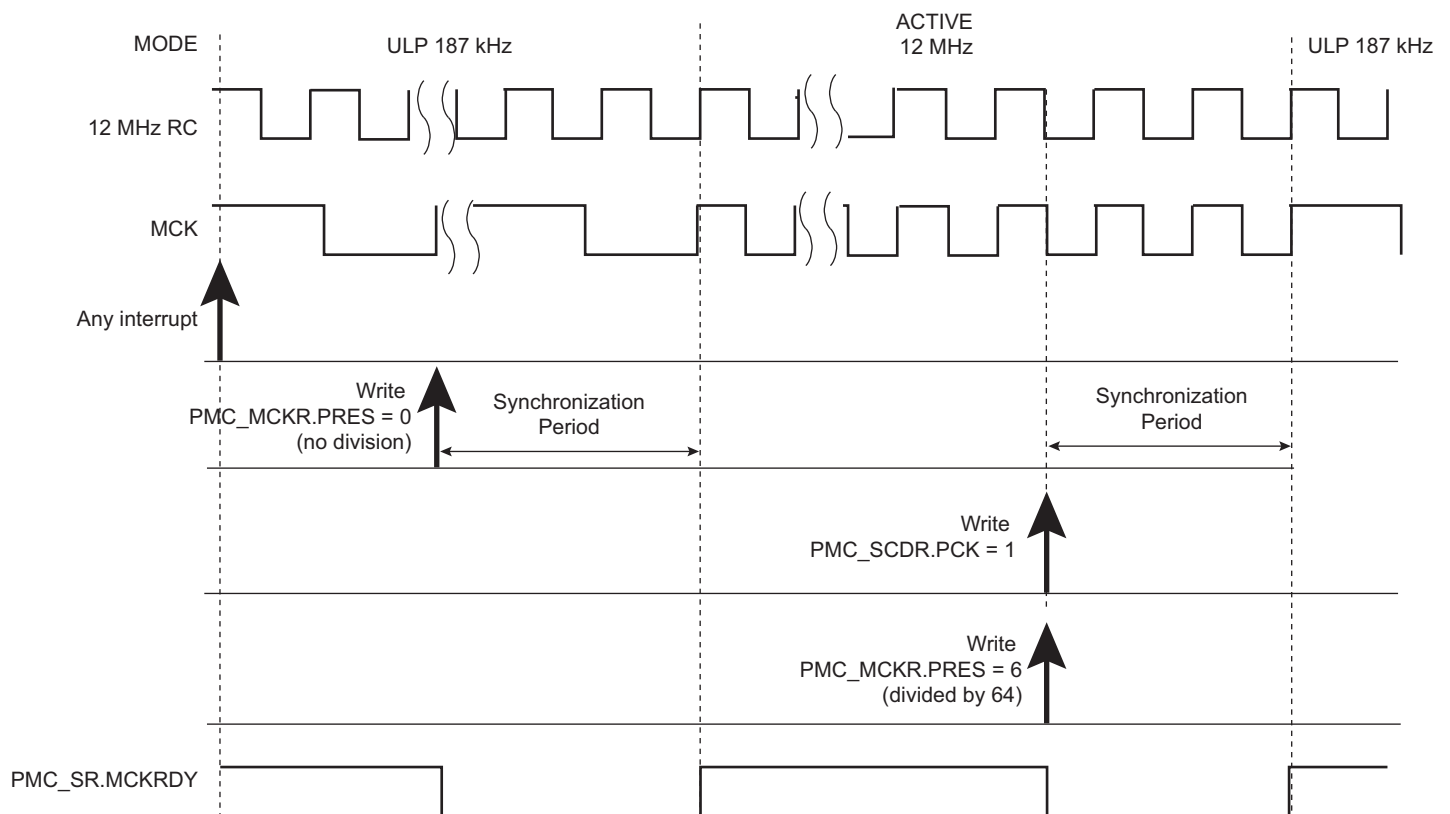 ACTIVE
MODE
ULP 187 kHz
12 MHz
ULP 187 kHz
12 MHz RC
MCK
Any interrupt
Write
PMC_MCKR.PRES = 0
(no division)
Synchronization
Period
Synchronization
Period
Write
PMC_SCDR.PCK = 1
Write
PMC_MCKR.PRES = 6
(divided by 64)
PMC_SR.MCKRDY